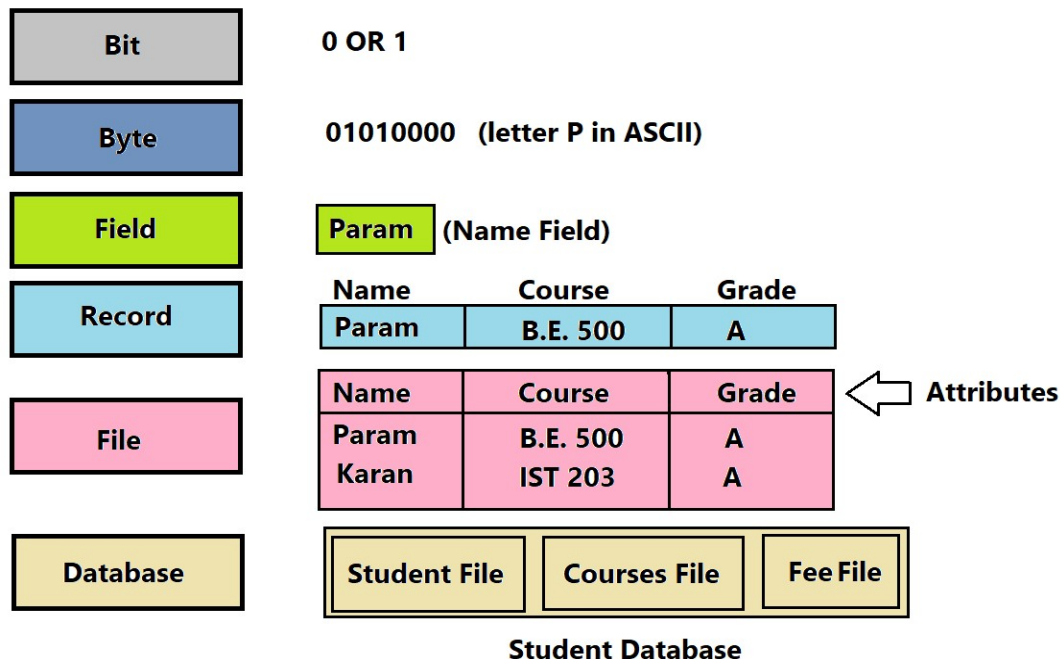 Bit 0 OR 1
Byte 01010000 (letter P in ASCII)
Field Param (Name Field)
Name Course Grade
Record Param B.E. 500 A
Name Course Grade Attributes
File Param B.E. 500 A
Karan IST 203 A
Database Student File Courses File Fee File
Student Database